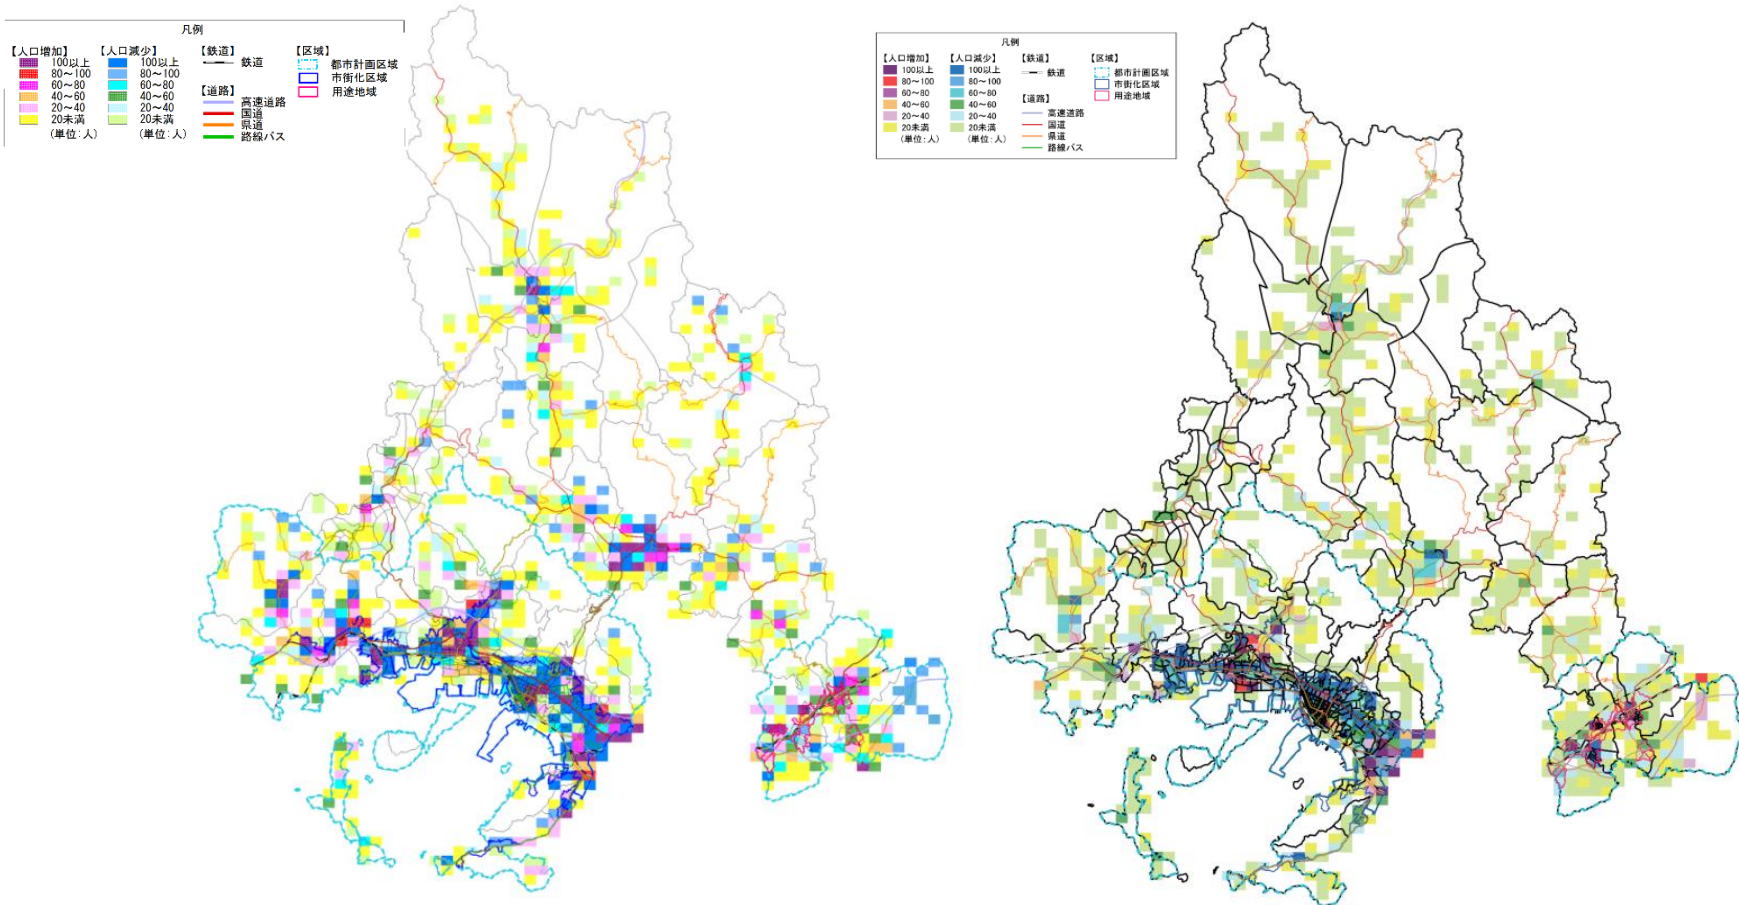 凡例
【人口増加】 【人口減少】 【鉄道】 【区域】
100以上 100以上 鉄道 都市計画区域
80～100 80～100 市街化区域
60～80 60～80 【道路】 用途地域
40～60 40～60 高速道路
20～40 20～40 国道
20未満 20未満 県道
(単位：人) (単位：人) 路線バス
凡例
【人口増加】 【人口減少】 【鉄道】 【区域】
100以上 100以上 鉄道 都市計画区域
80～100 80～100 市街化区域
60～80 60～80 【道路】 用途地域
40～60 40～60 高速道路
20～40 20～40 国道
20未満 20未満 県道
(単位：人) (単位：人) 路線バス